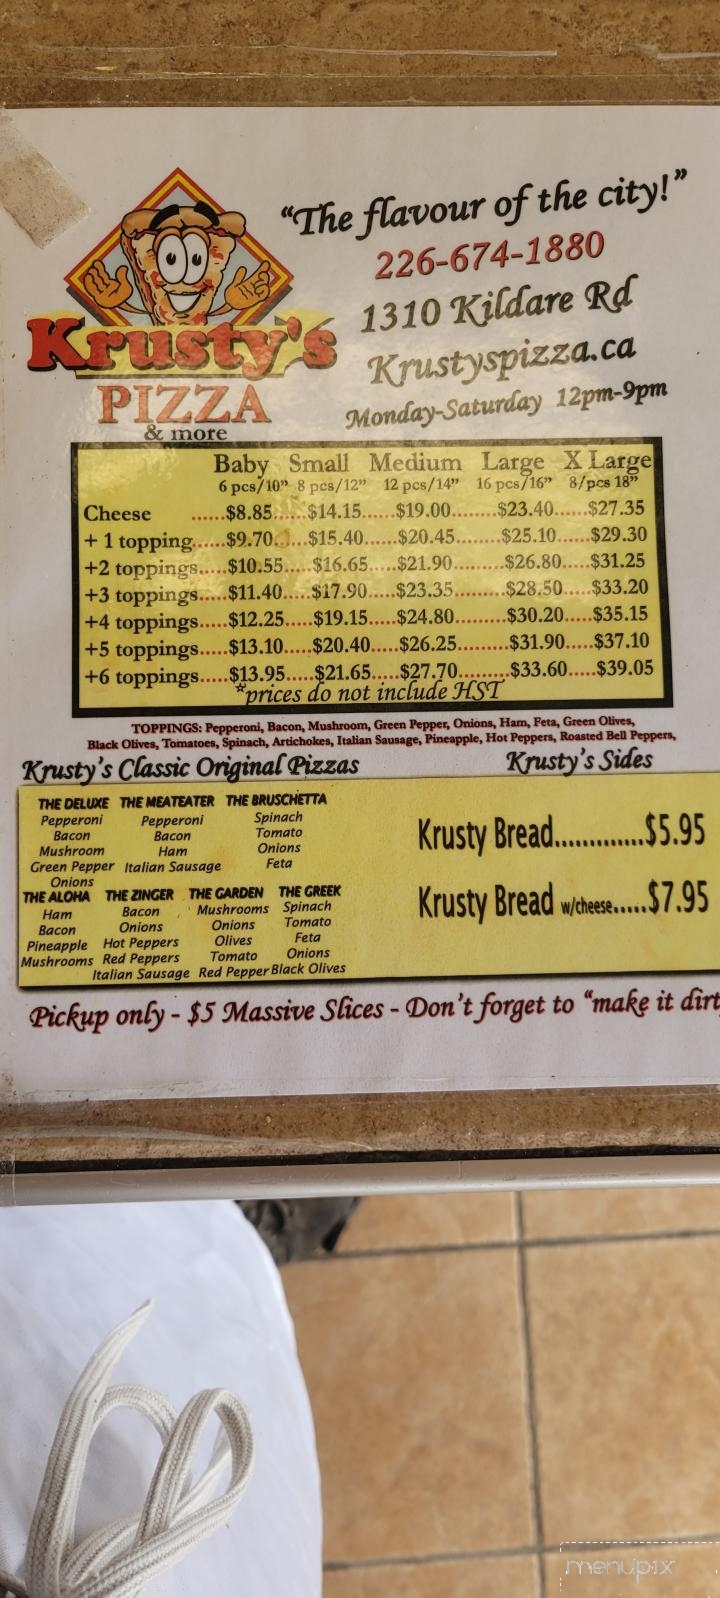 "The flavour of the city!"
226-674-1880
1310 Kildare Rd
Krustyspizza.ca
Monday-Saturday 12pm-9pm
Krusty's
PIZZA
& more
Baby Small Medium Large X Large
6 pcs/10" 8 pcs/12" 12 pcs/14" 16 pcs/16" 8/pcs 18"
Cheese ......$8.85......$14.15......$19.00........$23.40.....$27.35
+ 1 topping.....$9.70.....$15.40.....$20.45........$25.10.....$29.30
+2 toppings.....$10.55.....$16.65.....$21.90.........$26.80.....$31.25
+3 toppings.....$11.40.....$17.90.....$23.35.........$28.50.....$33.20
+4 toppings.....$12.25.....$19.15.....$24.80.........$30.20.....$35.15
+5 toppings.....$13.10.....$20.40.....$26.25.........$31.90.....$37.10
+6 toppings.....$13.95.....$21.65.....$27.70.........$33.60.....$39.05
*prices do not include HST
TOPPINGS: Pepperoni, Bacon, Mushroom, Green Pepper, Onions, Ham, Feta, Green Olives,
Black Olives, Tomatoes, Spinach, Artichokes, Italian Sausage, Pineapple, Hot Peppers, Roasted Bell Peppers,
Krusty's Classic Original Pizzas
THE DELUXE
Pepperoni
Bacon
Mushroom
Green Pepper
Onions
THE MEATEATER
Pepperoni
Bacon
Ham
Italian Sausage
THE BRUSCHETTA
Spinach
Tomato
Onions
Feta
THE ALOHA
Ham
Bacon
Pineapple
Mushrooms
THE ZINGER
Bacon
Onions
Hot Peppers
Red Peppers
Italian Sausage
THE GARDEN
Mushrooms
Onions
Olives
Tomato
Red Pepper
THE GREEK
Spinach
Tomato
Feta
Onions
Black Olives
Krusty's Sides
Krusty Bread.............$5.95
Krusty Bread w/cheese.....$7.95
Pickup only - $5 Massive Slices - Don't forget to "make it dirt
menupix